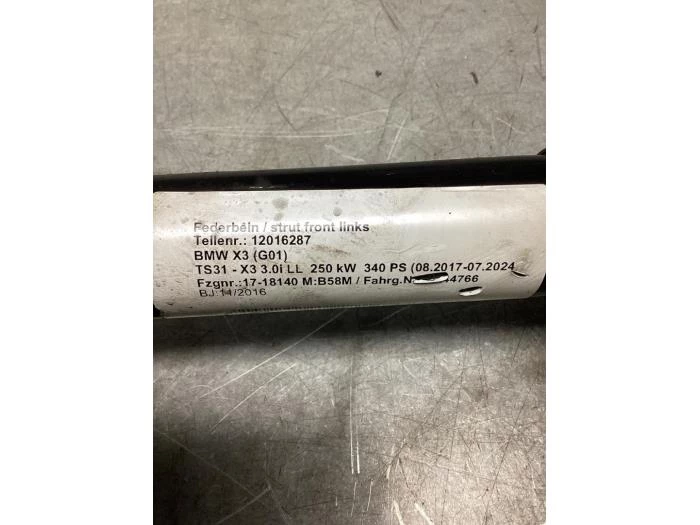 Federbein / strut front links
Teilenr.: 12016287
BMW X3 (G01)
TS31 - X3 3.0i LL 250 kW 340 PS (08.2017-07.2024
Fzgnr.:17-18140 M:B58M / Fahrg.N 4766
BJ:11/2016